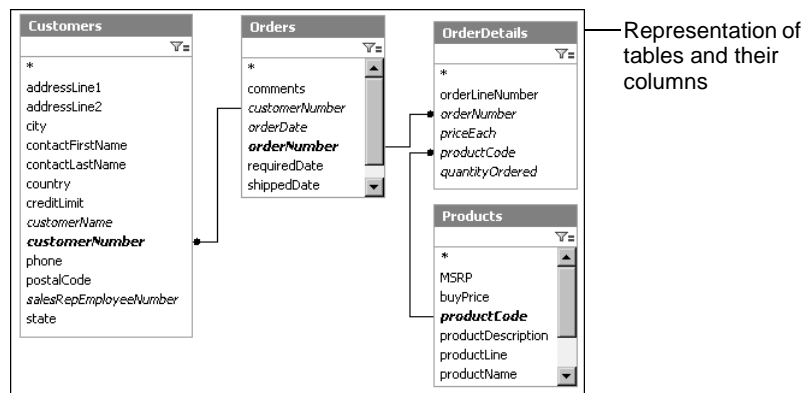 Customers
*
addressLine1
addressLine2
city
contactFirstName
contactLastName
country
creditLimit
customerName
customerNumber
phone
postalCode
salesRepEmployeeNumber
state
Orders
*
comments
customerNumber
orderDate
orderNumber
requiredDate
shippedDate
OrderDetails
*
orderLineNumber
orderNumber
priceEach
productCode
quantityOrdered
Products
*
MSRP
buyPrice
productCode
productDescription
productLine
productName
Representation of
tables and their
columns